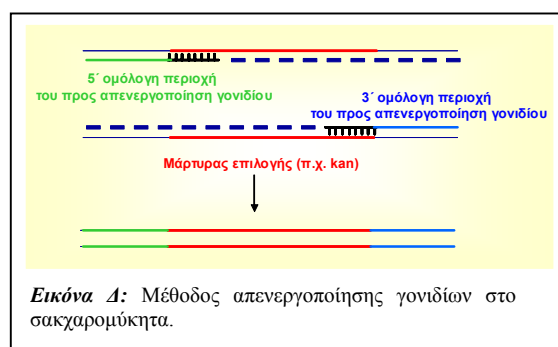 5΄ ομόλογη περιοχή
του προς απενεργοποίηση γονιδίου
3΄ ομόλογη περιοχή
του προς απενεργοποίηση γονιδίου
Μάρτυρας επιλογής (π.χ. kan)
Εικόνα Δ: Μέθοδος απενεργοποίησης γονιδίων στο
σακχαρομύκητα.